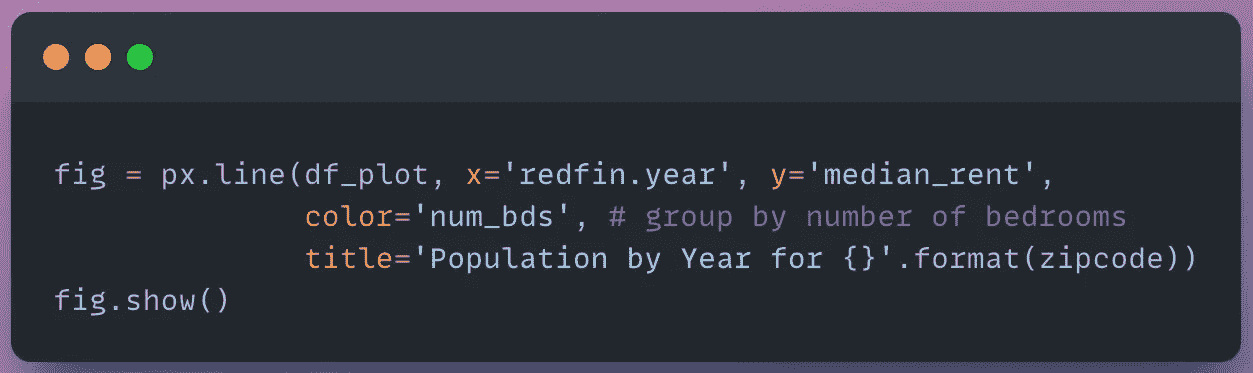 fig = px.line(df_plot, x='redfin.year', y='median_rent',
color='num_bds', # group by number of bedrooms
title='Population by Year for {}'.format(zipcode))
fig.show()